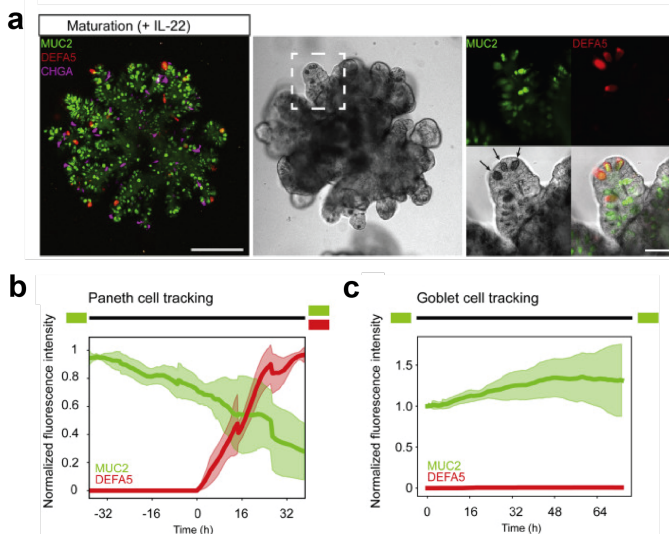 a
Maturation (+ IL-22)
MUC2
DEFA5
CHGA
MUC2
DEFA5
b
Paneth cell tracking
Normalized fluorescence intensity
1
0.8
0.6
0.4
0.2
0
MUC2
DEFA5
-32
-16
0
16
32
Time (h)
c
Goblet cell tracking
Normalized fluorescence intensity
1.5
1.0
0.5
0
MUC2
DEFA5
0
16
32
48
64
Time (h)